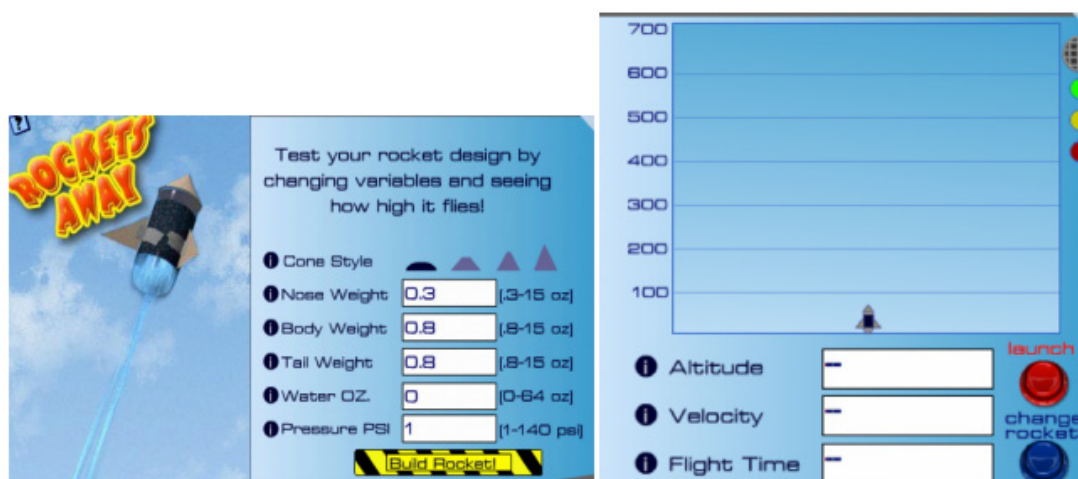 ?
ROCKETS
AWAY
Test your rocket design by
changing variables and seeing
how high it flies!
i Cone Style
i Nose Weight 0.3 (.3-15 oz)
i Body Weight 0.8 (.8-15 oz)
i Tail Weight 0.8 (.8-15 oz)
i Water OZ. 0 (0-64 oz)
i Pressure PSI 1 (1-140 psi)
Build Rocket!
700
600
500
400
300
200
100
launch
i Altitude --
i Velocity --
change
rocket
i Flight Time --